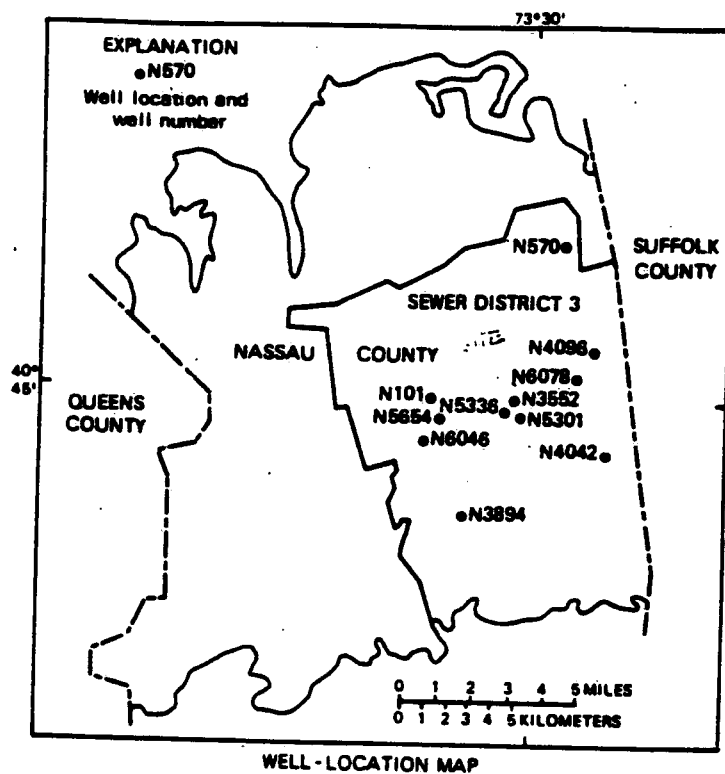 73°30'
EXPLANATION
N570
Well location and
well number
N570
SUFFOLK
COUNTY
SEWER DISTRICT 3
NASSAU COUNTY
N4096
40°
45'
N6078
QUEENS
COUNTY
N101
N5336
N3552
N5654
N5301
N6046
N4042
N3894
0 1 2 3 4 5 MILES
0 1 2 3 4 5 KILOMETERS
WELL-LOCATION MAP